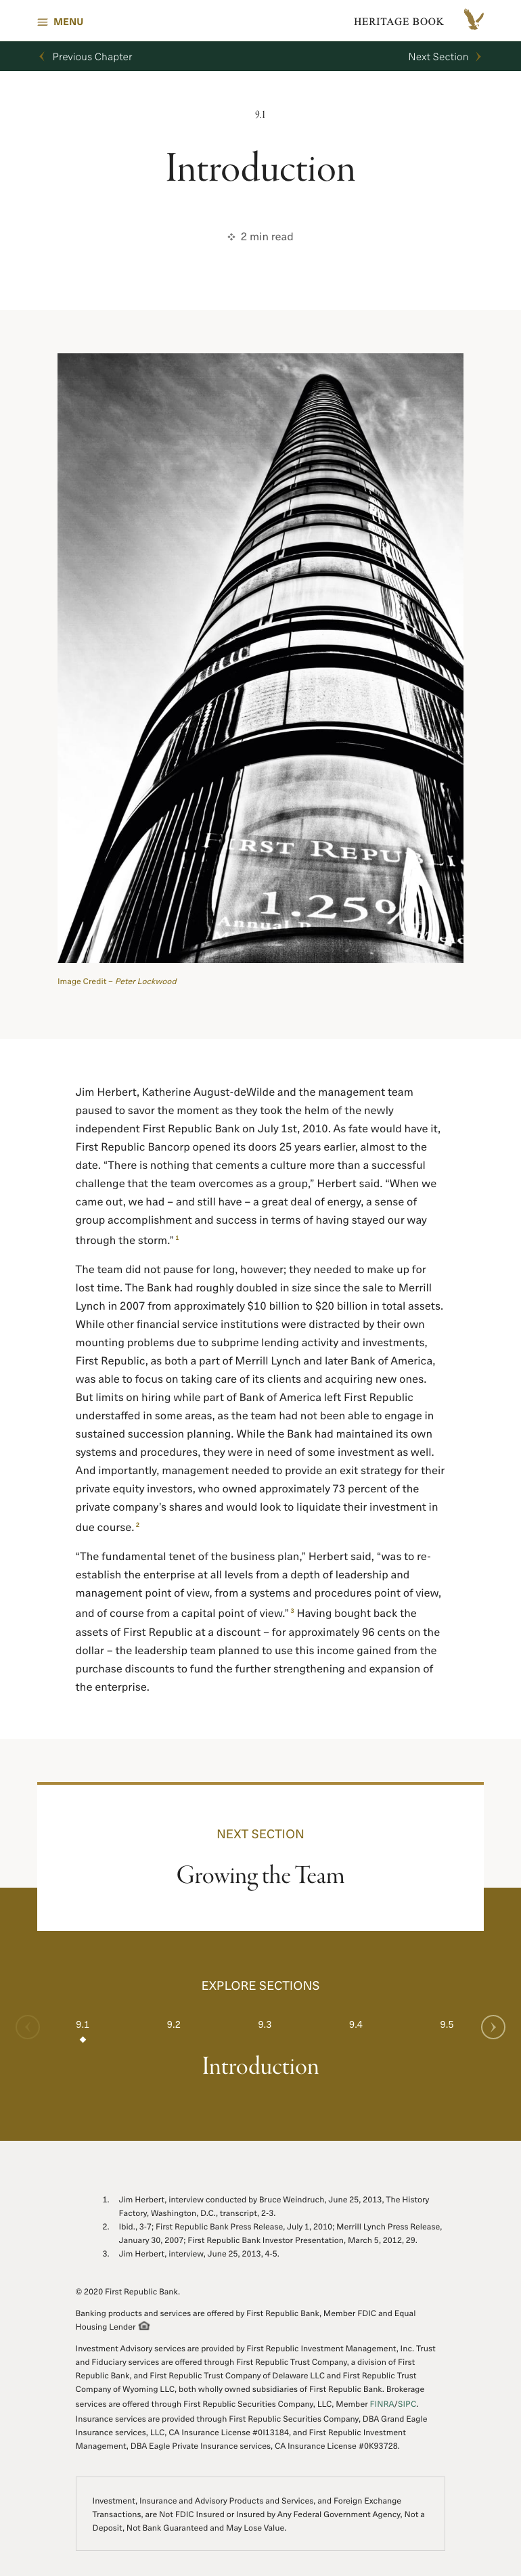 MENU
HERITAGE BOOK
Previous Chapter
Next Section
9.1
Introduction
2 min read
FIRST REPUBLIC
1.25%
Annual
Image Credit – Peter Lockwood
Jim Herbert, Katherine August-deWilde and the management team
paused to savor the moment as they took the helm of the newly
independent First Republic Bank on July 1st, 2010. As fate would have it,
First Republic Bancorp opened its doors 25 years earlier, almost to the
date. “There is nothing that cements a culture more than a successful
challenge that the team overcomes as a group,” Herbert said. “When we
came out, we had – and still have – a great deal of energy, a sense of
group accomplishment and success in terms of having stayed our way
through the storm.” 1
The team did not pause for long, however; they needed to make up for
lost time. The Bank had roughly doubled in size since the sale to Merrill
Lynch in 2007 from approximately $10 billion to $20 billion in total assets.
While other financial service institutions were distracted by their own
mounting problems due to subprime lending activity and investments,
First Republic, as both a part of Merrill Lynch and later Bank of America,
was able to focus on taking care of its clients and acquiring new ones.
But limits on hiring while part of Bank of America left First Republic
understaffed in some areas, as the team had not been able to engage in
sustained succession planning. While the Bank had maintained its own
systems and procedures, they were in need of some investment as well.
And importantly, management needed to provide an exit strategy for their
private equity investors, who owned approximately 73 percent of the
private company’s shares and would look to liquidate their investment in
due course. 2
“The fundamental tenet of the business plan,” Herbert said, “was to re-
establish the enterprise at all levels from a depth of leadership and
management point of view, from a systems and procedures point of view,
and of course from a capital point of view.” 3 Having bought back the
assets of First Republic at a discount – for approximately 96 cents on the
dollar – the leadership team planned to use this income gained from the
purchase discounts to fund the further strengthening and expansion of
the enterprise.
NEXT SECTION
Growing the Team
EXPLORE SECTIONS
9.1 9.2 9.3 9.4 9.5
Introduction
1. Jim Herbert, interview conducted by Bruce Weindruch, June 25, 2013, The History
Factory, Washington, D.C., transcript, 2-3.
2. Ibid., 3-7; First Republic Bank Press Release, July 1, 2010; Merrill Lynch Press Release,
January 30, 2007; First Republic Bank Investor Presentation, March 5, 2012, 29.
3. Jim Herbert, interview, June 25, 2013, 4-5.
© 2020 First Republic Bank.
Banking products and services are offered by First Republic Bank, Member FDIC and Equal
Housing Lender
Investment Advisory services are provided by First Republic Investment Management, Inc. Trust
and Fiduciary services are offered through First Republic Trust Company, a division of First
Republic Bank, and First Republic Trust Company of Delaware LLC and First Republic Trust
Company of Wyoming LLC, both wholly owned subsidiaries of First Republic Bank. Brokerage
services are offered through First Republic Securities Company, LLC, Member FINRA/SIPC.
Insurance services are provided through First Republic Securities Company, DBA Grand Eagle
Insurance services, LLC, CA Insurance License #0I13184, and First Republic Investment
Management, DBA Eagle Private Insurance services, CA Insurance License #0K93728.
Investment, Insurance and Advisory Products and Services, and Foreign Exchange
Transactions, are Not FDIC Insured or Insured by Any Federal Government Agency, Not a
Deposit, Not Bank Guaranteed and May Lose Value.